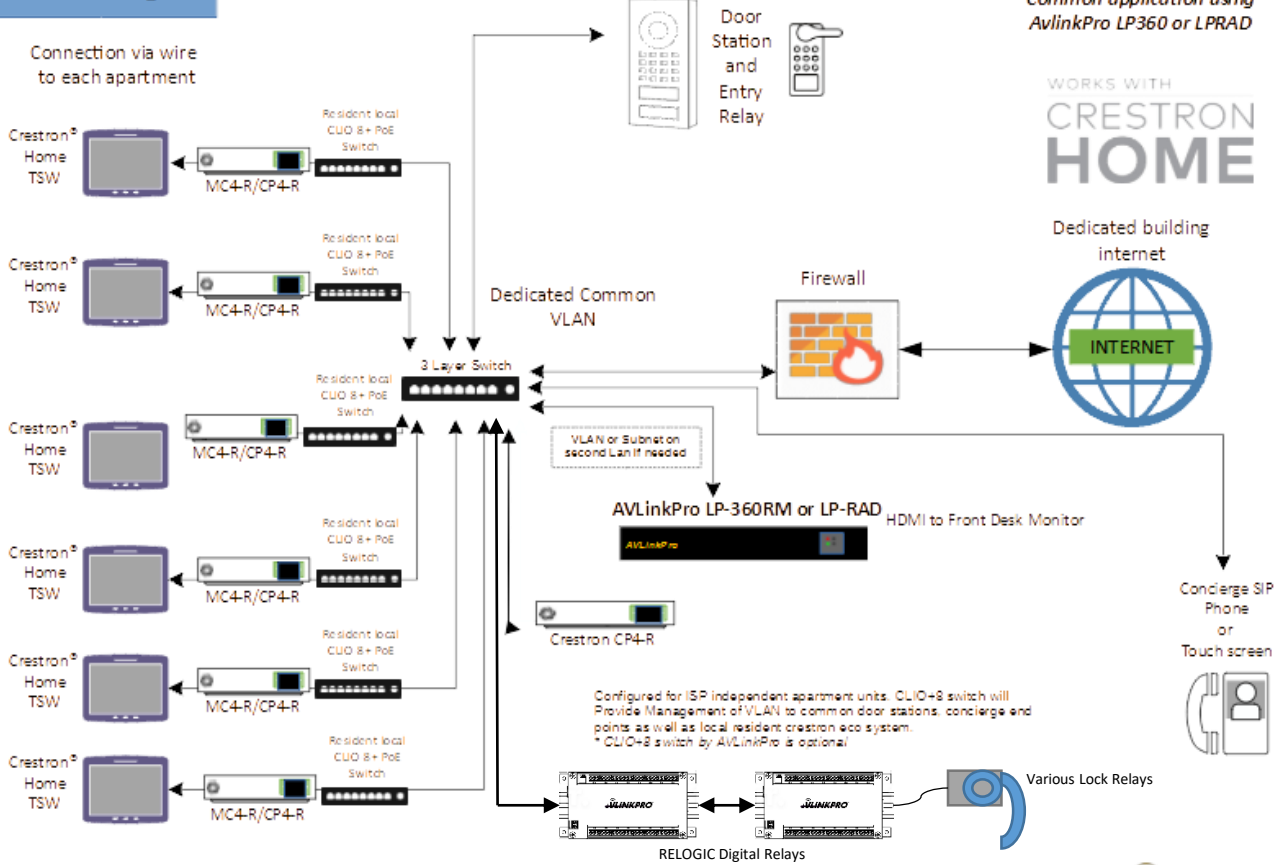 Common application using
AvlinkPro LP360 or LPRAD
Connection via wire
to each apartment
Door
Station
and
Entry
Relay
WORKS WITH
CRESTRON
HOME
Crestron®
Home
TSW
MC4-R/CP4-R
Resident local
CLIO 8+ PoE
Switch
Crestron®
Home
TSW
MC4-R/CP4-R
Resident local
CLIO 8+ PoE
Switch
Dedicated Common
VLAN
Firewall
Dedicated building
internet
INTERNET
3 Layer Switch
Crestron®
Home
TSW
MC4-R/CP4-R
Resident local
CLIO 8+ PoE
Switch
VLAN or Subnet on
second Lan if needed
AVLinkPro LP-360RM or LP-RAD
HDMI to Front Desk Monitor
AVLinkPro
Crestron®
Home
TSW
MC4-R/CP4-R
Resident local
CLIO 8+ PoE
Switch
Crestron CP4-R
Concierge SIP
Phone
or
Touch screen
Crestron®
Home
TSW
MC4-R/CP4-R
Resident local
CLIO 8+ PoE
Switch
Configured for ISP independent apartment units. CLIO+8 switch will
Provide Management of VLAN to common door stations, concierge end
points as well as local resident crestron eco system.
* CLIO+8 switch by AVLinkPro is optional
Crestron®
Home
TSW
MC4-R/CP4-R
Resident local
CLIO 8+ PoE
Switch
AVLINKPRO
AVLINKPRO
Various Lock Relays
RELOGIC Digital Relays